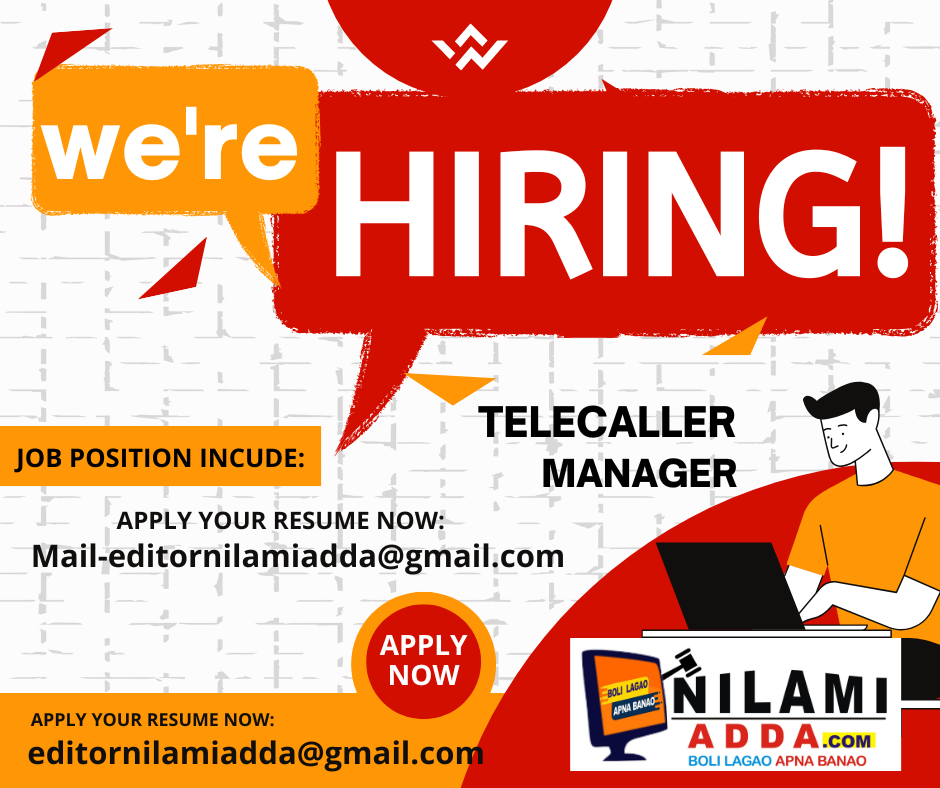 we're
HIRING!
TELECALLER
MANAGER
JOB POSITION INCUDE:
APPLY YOUR RESUME NOW:
Mail-editornilamiadda@gmail.com
APPLY
NOW
APPLY YOUR RESUME NOW:
editornilamiadda@gmail.com
BOLI LAGAO
APNA BANAO
NILAMI
ADDA.COM
BOLI LAGAO APNA BANAO